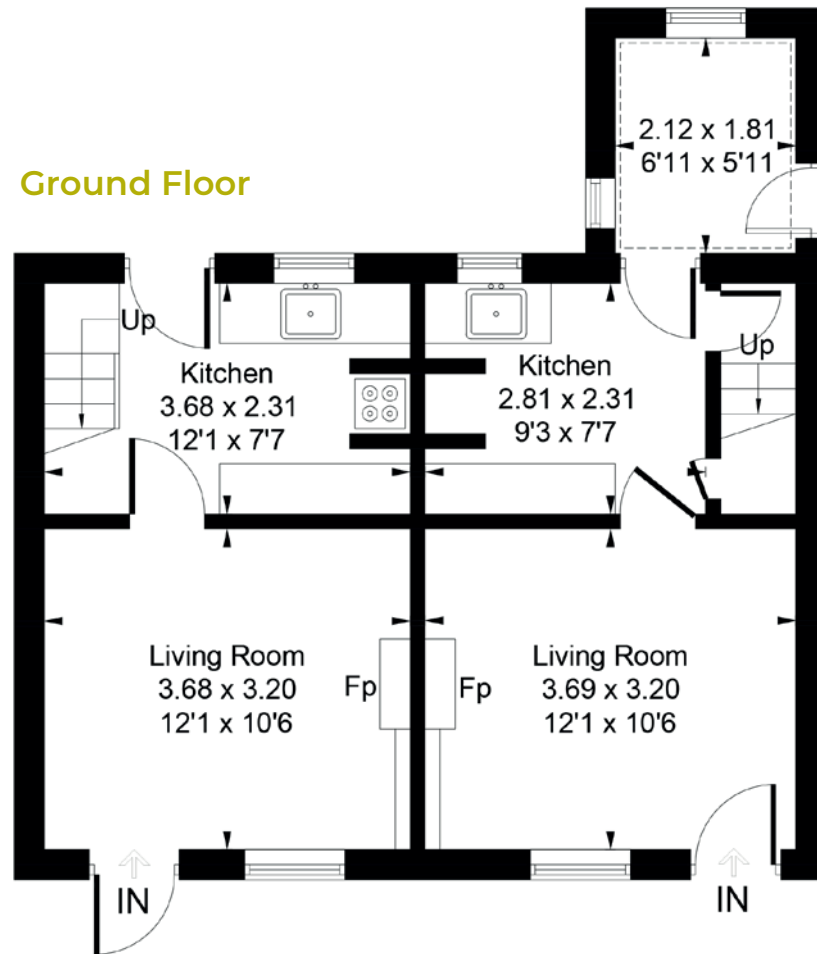 Ground Floor
2.12 x 1.81
6'11 x 5'11
Up
Kitchen
3.68 x 2.31
12'1 x 7'7
Kitchen
2.81 x 2.31
9'3 x 7'7
Up
Living Room
3.68 x 3.20
12'1 x 10'6
Fp
Fp
Living Room
3.69 x 3.20
12'1 x 10'6
IN
IN